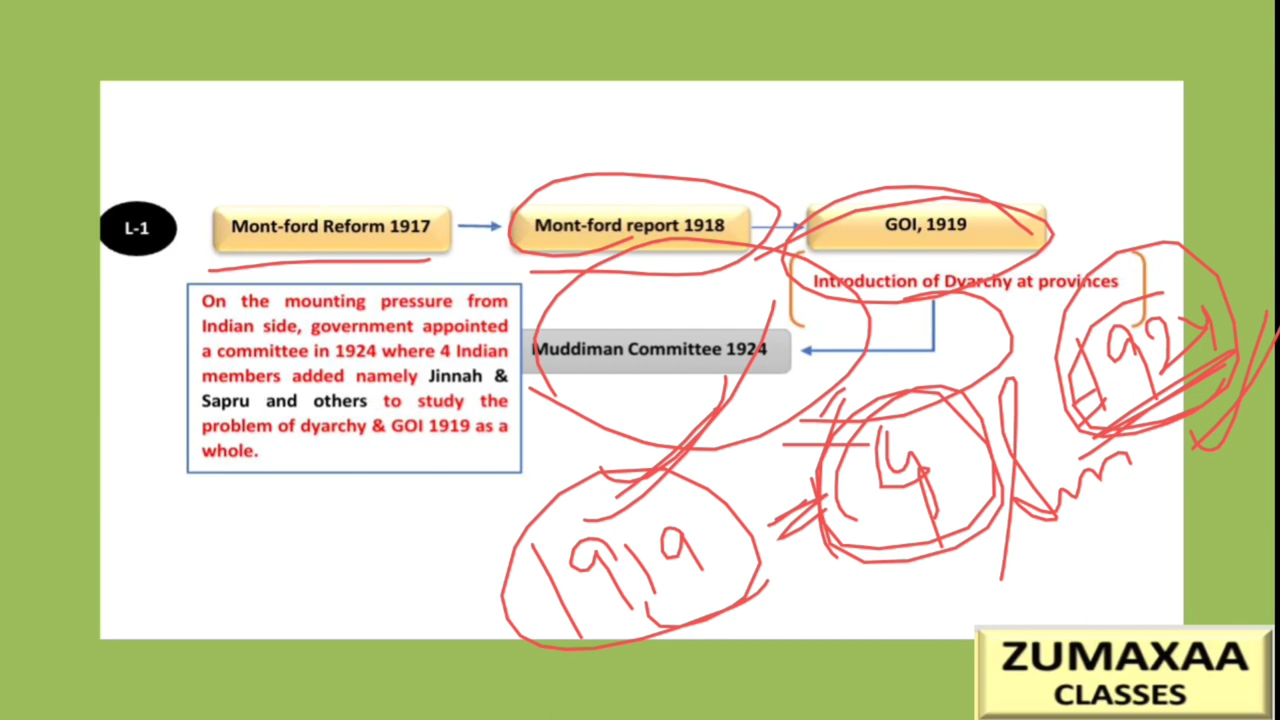 L-1
Mont-ford Reform 1917
Mont-ford report 1918
GOI, 1919
Introduction of Dyarchy at provinces
On the mounting pressure from
Indian side, government appointed
a committee in 1924 where 4 Indian
members added namely Jinnah &
Sapru and others to study the
problem of dyarchy & GOI 1919 as a
whole.
Muddiman Committee 1924
1921
4
1919
ZUMAXAA
CLASSES